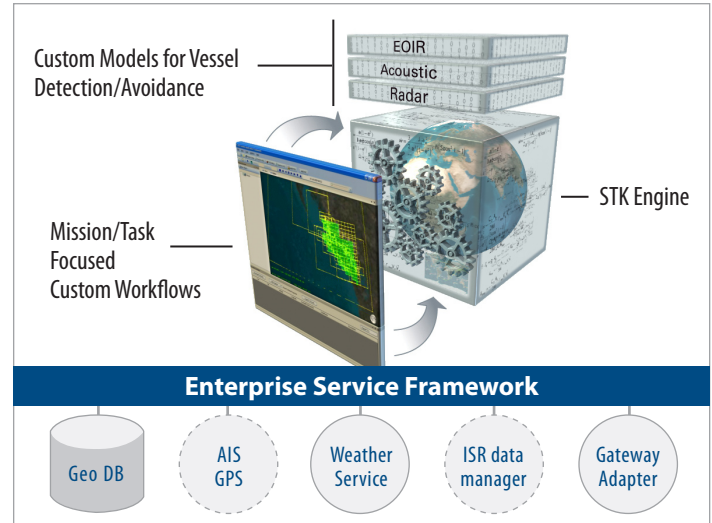 Custom Models for Vessel
Detection/Avoidance
EOIR
Acoustic
Radar
STK Engine
Mission/Task
Focused
Custom Workflows
Enterprise Service Framework
Geo DB
AIS
GPS
Weather
Service
ISR data
manager
Gateway
Adapter